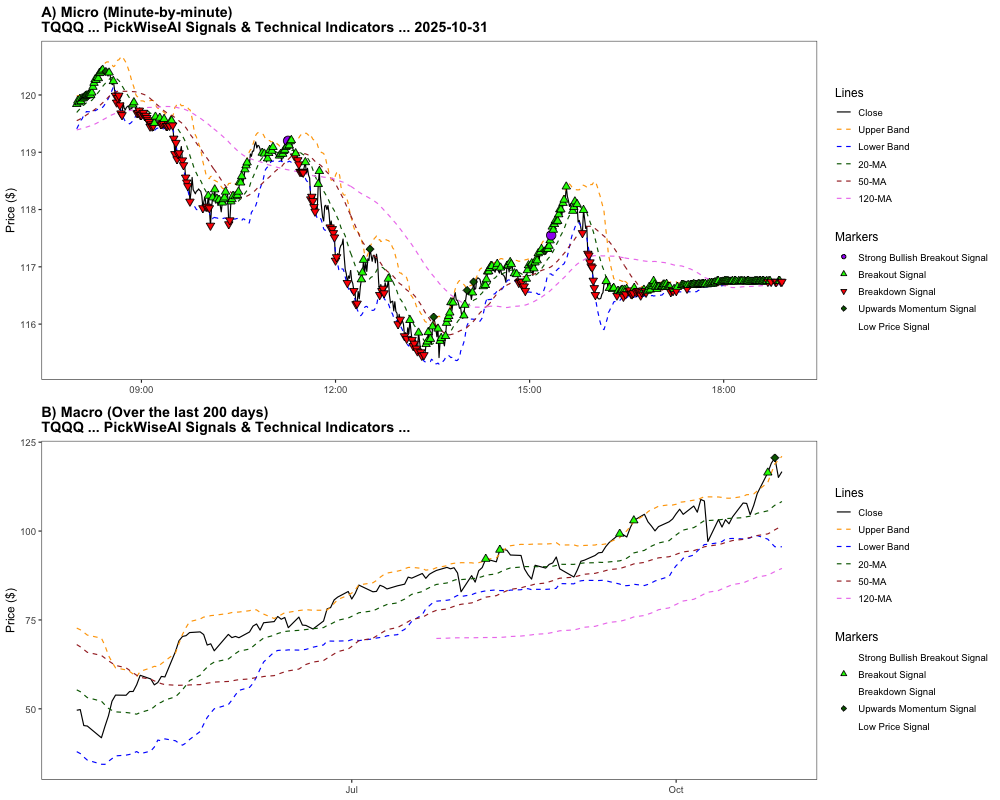 A) Micro (Minute-by-minute)
TQQQ ... PickWiseAI Signals & Technical Indicators ... 2025-10-31
Price ($)
120
119
118
117
116
09:00
12:00
15:00
18:00
Lines
Close
Upper Band
Lower Band
20-MA
50-MA
120-MA
Markers
Strong Bullish Breakout Signal
Breakout Signal
Breakdown Signal
Upwards Momentum Signal
Low Price Signal
B) Macro (Over the last 200 days)
TQQQ ... PickWiseAI Signals & Technical Indicators ...
Price ($)
125
100
75
50
Jul
Oct
Lines
Close
Upper Band
Lower Band
20-MA
50-MA
120-MA
Markers
Strong Bullish Breakout Signal
Breakout Signal
Breakdown Signal
Upwards Momentum Signal
Low Price Signal